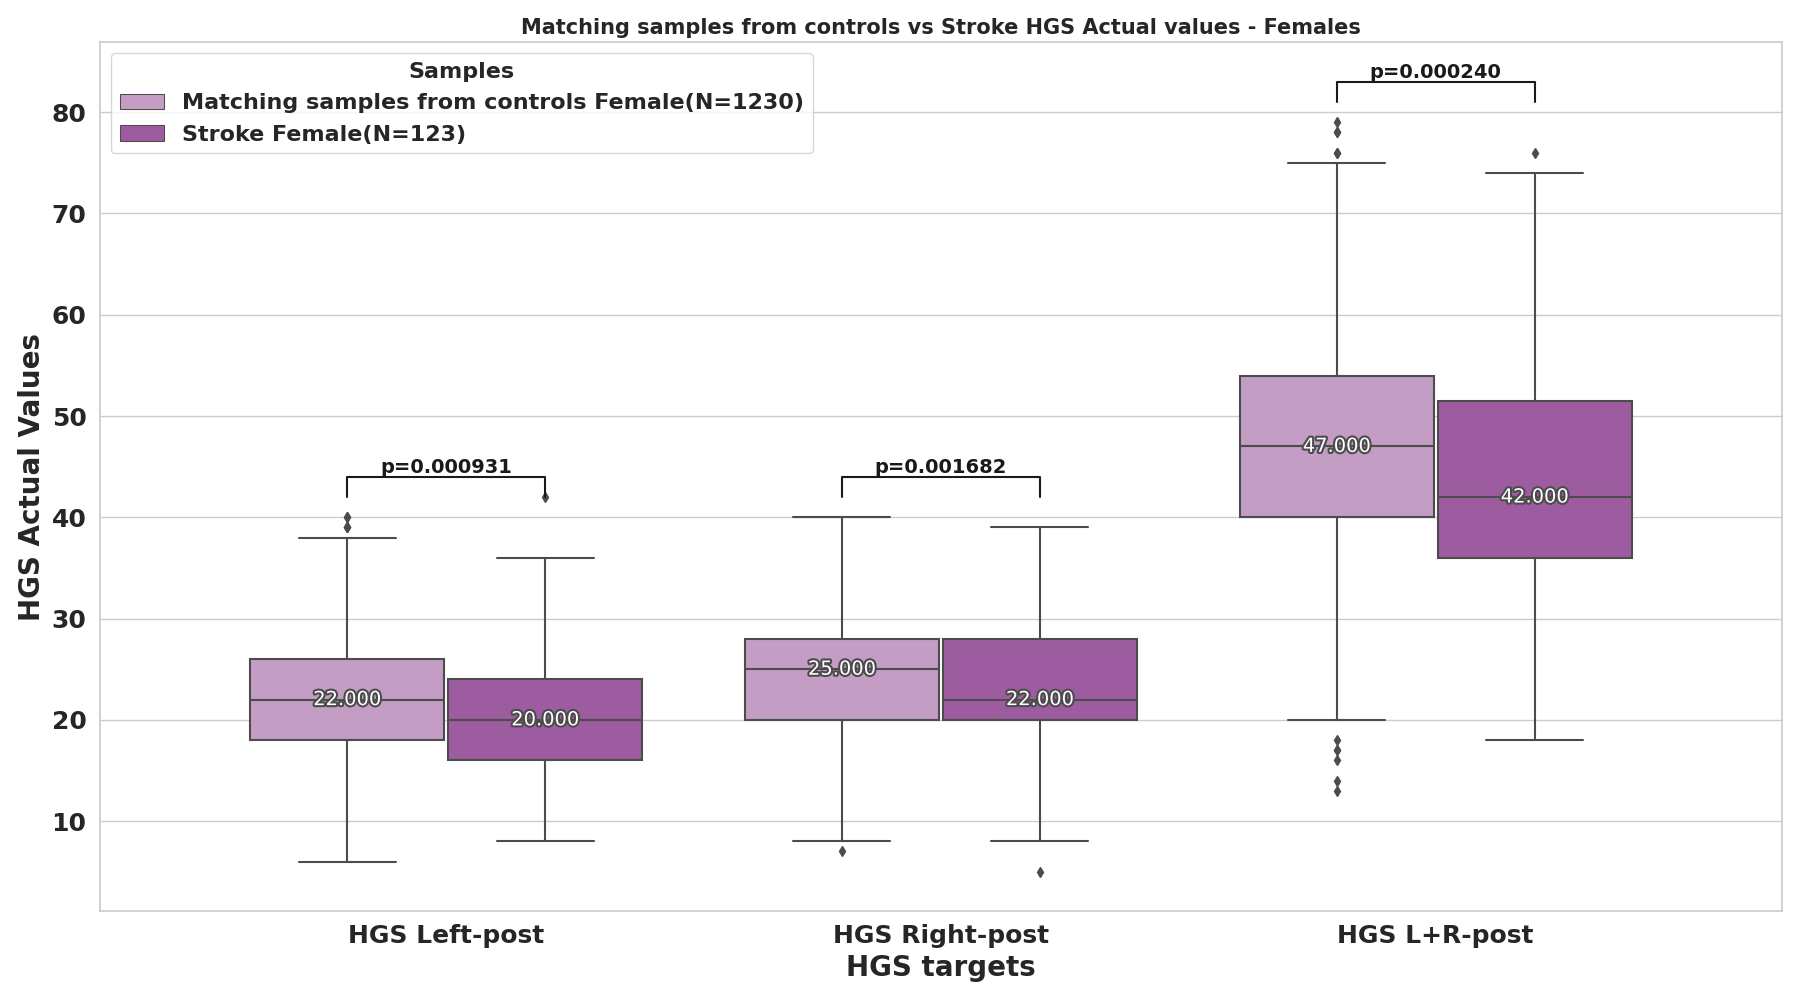 Matching samples from controls vs Stroke HGS Actual values - Females
Samples
Matching samples from controls Female(N=1230)
Stroke Female(N=123)
HGS Actual Values
80
70
60
50
40
30
20
10
p=0.000931
p=0.001682
p=0.000240
22.000
20.000
25.000
22.000
47.000
42.000
HGS Left-post
HGS Right-post
HGS L+R-post
HGS targets